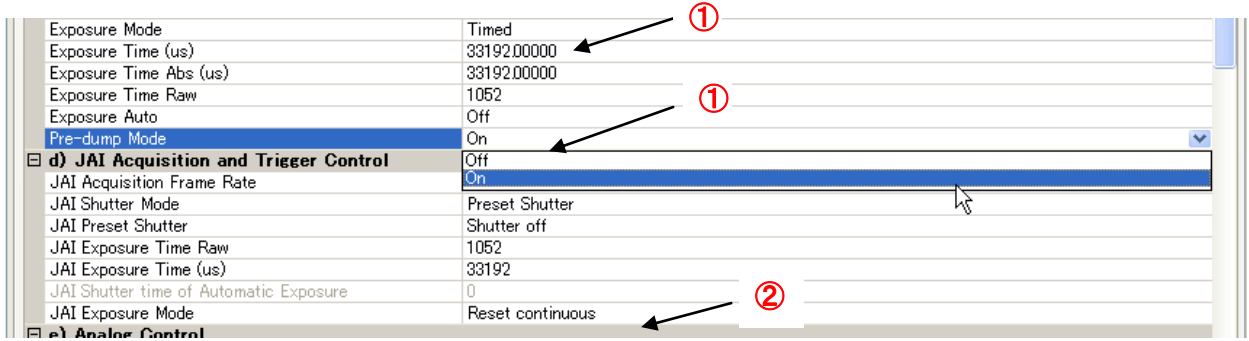 ①
Exposure Mode Timed
Exposure Time (us) 33192.00000
Exposure Time Abs (us) 33192.00000
Exposure Time Raw 1052
①
Exposure Auto Off
Pre-dump Mode On
d) JAI Acquisition and Trigger Control Off
JAI Acquisition Frame Rate On
JAI Shutter Mode Preset Shutter
JAI Preset Shutter Shutter off
JAI Exposure Time Raw 1052
JAI Exposure Time (us) 33192
JAI Shutter time of Automatic Exposure 0
②
JAI Exposure Mode Reset continuous
e) Analog Control